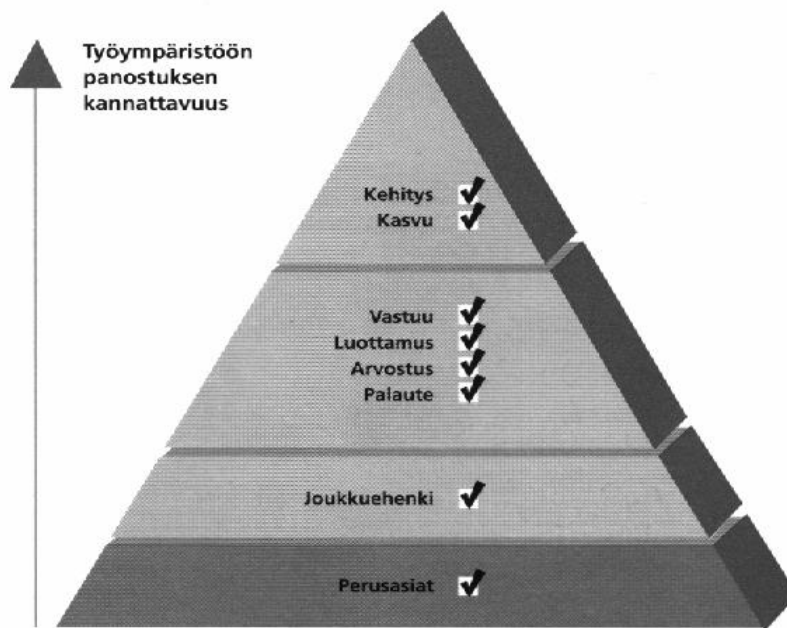 Työympäristöön
panostuksen
kannattavuus
Kehitys
Kasvu
Vastuu
Luottamus
Arvostus
Palaute
Joukkuehenki
Perusasiat